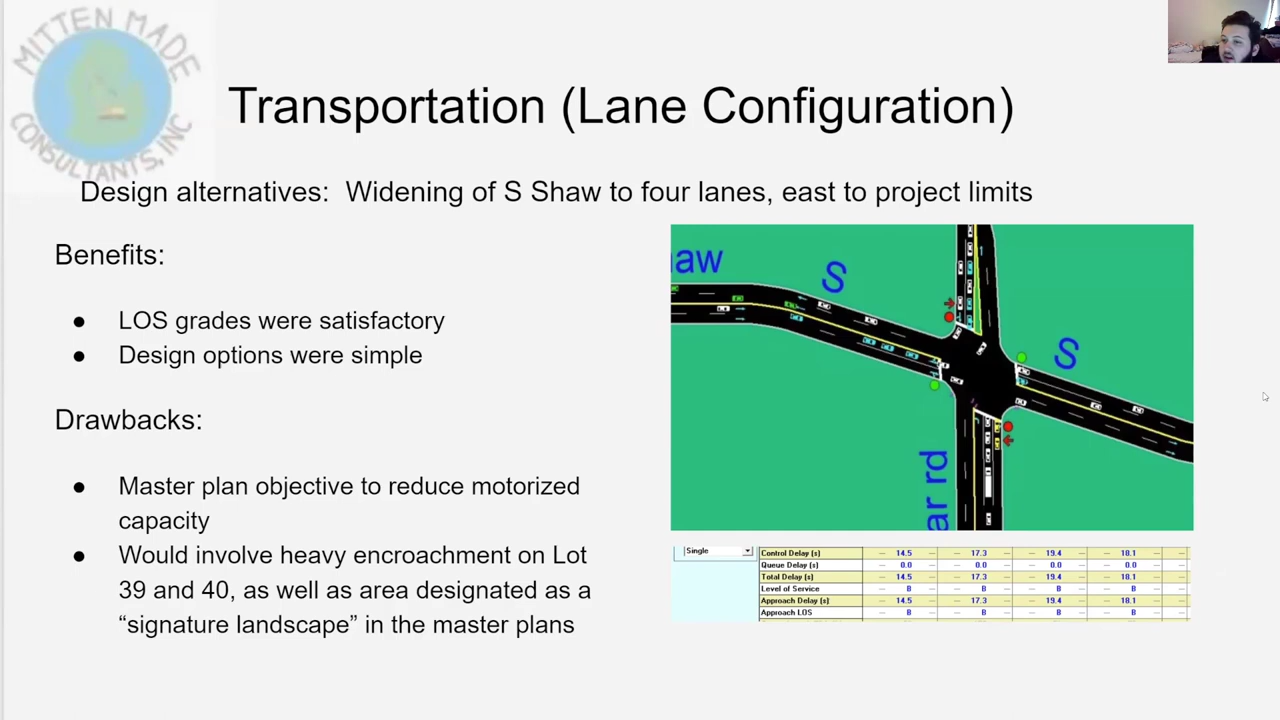 MITTEN MADE
CONSULTANTS, INC
Transportation (Lane Configuration)
Design alternatives: Widening of S Shaw to four lanes, east to project limits
Benefits:
● LOS grades were satisfactory
● Design options were simple
Drawbacks:
● Master plan objective to reduce motorized
capacity
● Would involve heavy encroachment on Lot
39 and 40, as well as area designated as a
“signature landscape” in the master plans
aw
S
S
ar rd
Single
Control Delay (s) — 14.5 — — 17.3 — — 19.4 — — 18.1 —
Queue Delay (s) — 0.0 — — 0.0 — — 0.0 — — 0.0 —
Total Delay (s) — 14.5 — — 17.3 — — 19.4 — — 18.1 —
Level of Service — B — — B — — B — — B —
Approach Delay (s) — 14.5 — — 17.3 — — 19.4 — — 18.1 —
Approach LOS — B — — B — — B — — B —